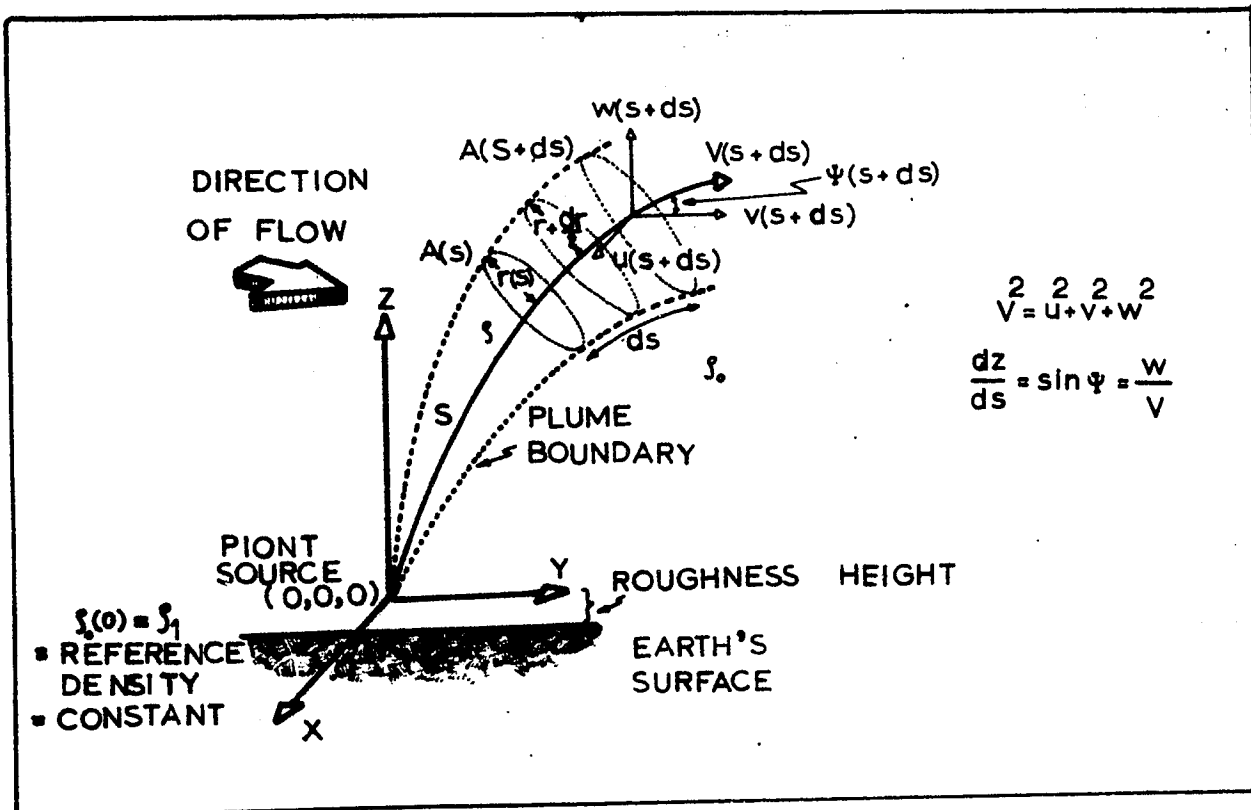 w(s+ds)
A(S+ds)
V(s+ds)
Ψ(s+ds)
v(s+ds)
DIRECTION
OF FLOW
A(s)
r+dr
r(s)
u(s+ds)
Z
ds
ρ
ρ₀
V²=u²+v²+w²
dz/ds = sin Ψ = w/V
S
PLUME
BOUNDARY
PIONT
SOURCE
(0,0,0)
Y
ROUGHNESS HEIGHT
ρ₀(0) = ρ₁
= REFERENCE
DENSITY
= CONSTANT
EARTH'S
SURFACE
X